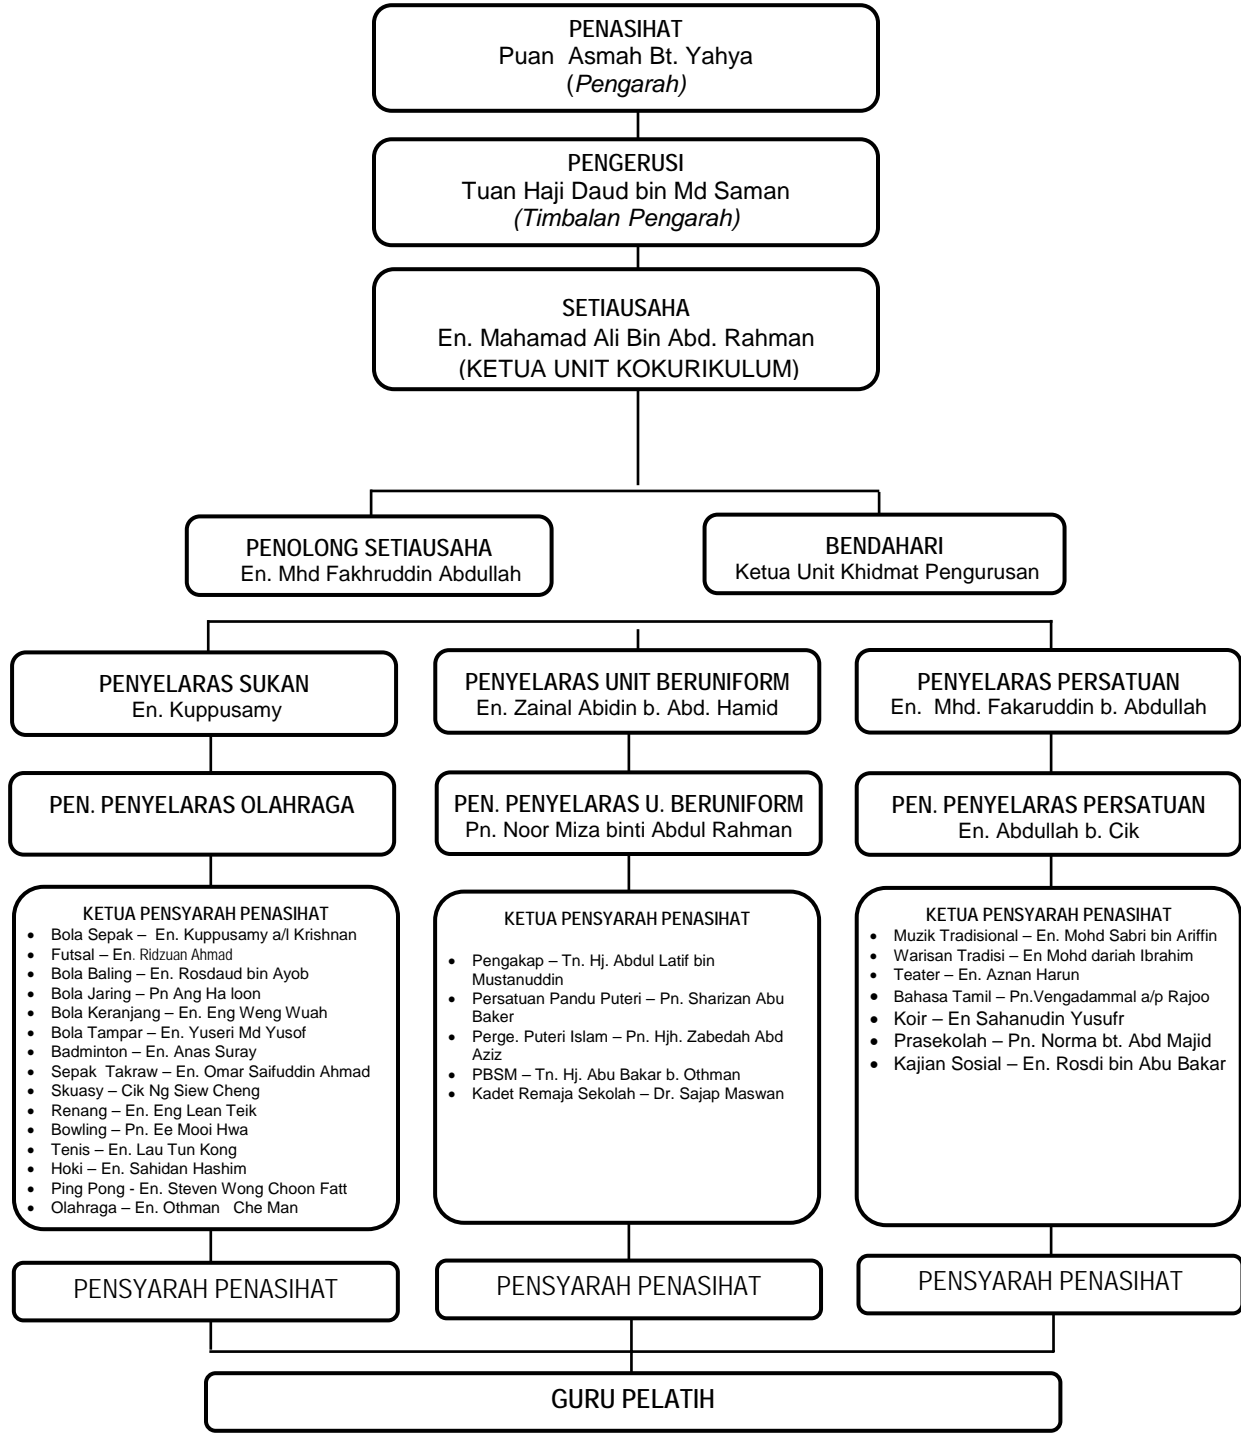 PENASIHAT
Puan Asmah Bt. Yahya
(Pengarah)
PENGERUSI
Tuan Haji Daud bin Md Saman
(Timbalan Pengarah)
SETIAUSAHA
En. Mahamad Ali Bin Abd. Rahman
(KETUA UNIT KOKURIKULUM)
PENOLONG SETIAUSAHA
En. Mhd Fakhruddin Abdullah
BENDAHARI
Ketua Unit Khidmat Pengurusan
PENYELARAS SUKAN
En. Kuppusamy
PENYELARAS UNIT BERUNIFORM
En. Zainal Abidin b. Abd. Hamid
PENYELARAS PERSATUAN
En. Mhd. Fakaruddin b. Abdullah
PEN. PENYELARAS OLAHRAGA
PEN. PENYELARAS U. BERUNIFORM
Pn. Noor Miza binti Abdul Rahman
PEN. PENYELARAS PERSATUAN
En. Abdullah b. Cik
KETUA PENSYARAH PENASIHAT
• Bola Sepak – En. Kuppusamy a/l Krishnan
• Futsal – En. Ridzuan Ahmad
• Bola Baling – En. Rosdaud bin Ayob
• Bola Jaring – Pn Ang Ha loon
• Bola Keranjang – En. Eng Weng Wuah
• Bola Tampar – En. Yuseri Md Yusof
• Badminton – En. Anas Suray
• Sepak Takraw – En. Omar Saifuddin Ahmad
• Skuasy – Cik Ng Siew Cheng
• Renang – En. Eng Lean Teik
• Bowling – Pn. Ee Mooi Hwa
• Tenis – En. Lau Tun Kong
• Hoki – En. Sahidan Hashim
• Ping Pong - En. Steven Wong Choon Fatt
• Olahraga – En. Othman Che Man
KETUA PENSYARAH PENASIHAT
• Pengakap – Tn. Hj. Abdul Latif bin
Mustanuddin
• Persatuan Pandu Puteri – Pn. Sharizan Abu
Baker
• Perge. Puteri Islam – Pn. Hjh. Zabedah Abd
Aziz
• PBSM – Tn. Hj. Abu Bakar b. Othman
• Kadet Remaja Sekolah – Dr. Sajap Maswan
KETUA PENSYARAH PENASIHAT
• Muzik Tradisional – En. Mohd Sabri bin Ariffin
• Warisan Tradisi – En Mohd dariah Ibrahim
• Teater – En. Aznan Harun
• Bahasa Tamil – Pn.Vengadammal a/p Rajoo
• Koir – En Sahanudin Yusufr
• Prasekolah – Pn. Norma bt. Abd Majid
• Kajian Sosial – En. Rosdi bin Abu Bakar
PENSYARAH PENASIHAT
PENSYARAH PENASIHAT
PENSYARAH PENASIHAT
GURU PELATIH